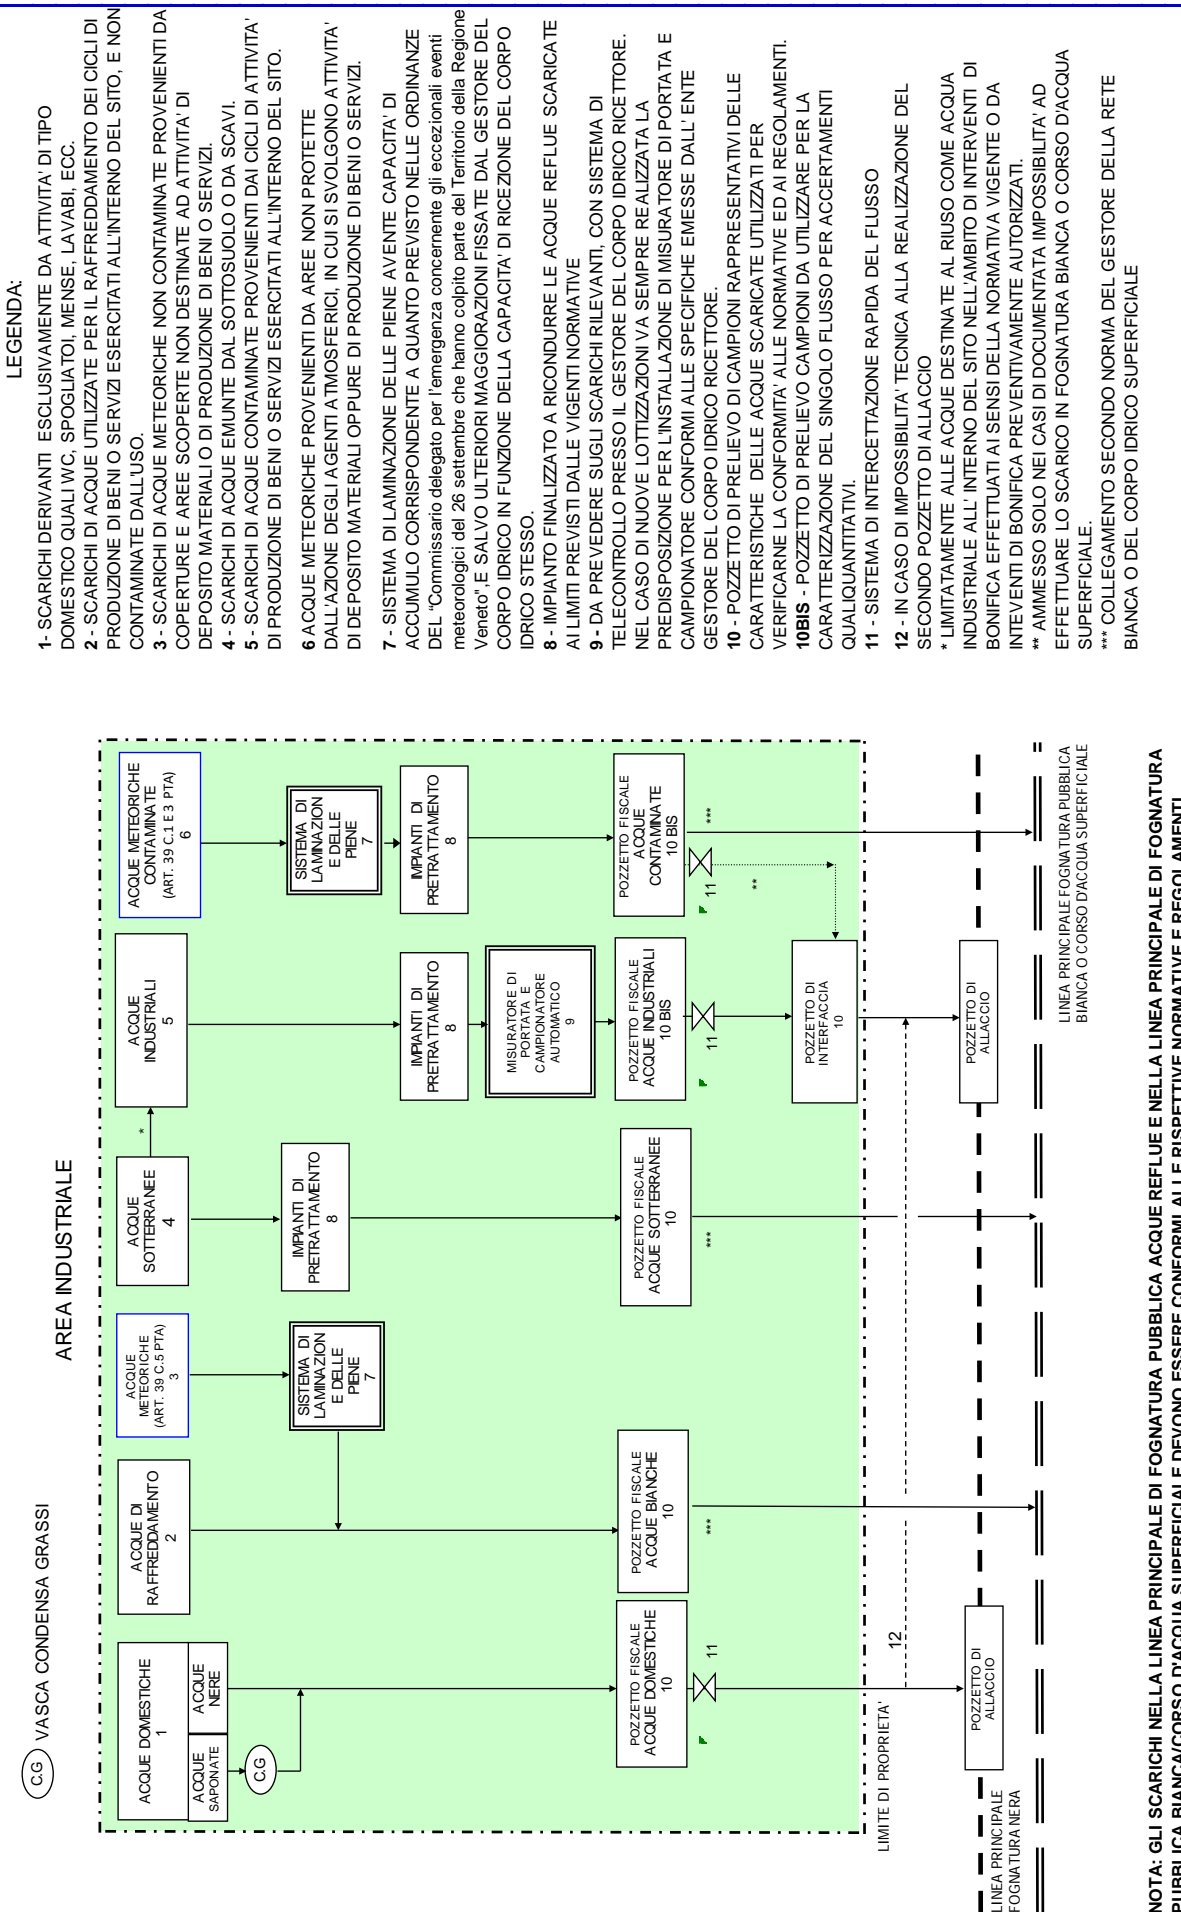 C.G VASCA CONDENSA GRASSI
AREA INDUSTRIALE
ACQUE DOMESTICHE
1
ACQUE
SAPONATE
ACQUE
NERE
C.G
ACQUE DI
RAFFREDDAMENTO
2
ACQUE
METEORICHE
(ART. 39 C.5 PTA)
3
ACQUE
SOTTERRANEE
4
*
ACQUE
INDUSTRIALI
5
ACQUE METEORICHE
CONTAMINATE
(ART. 39 C.1 E 3 PTA)
6
SISTEMA DI
LAMINAZION
E DELLE
PIENE
7
IMPIANTI DI
PRETRATTAMENTO
8
SISTEMA DI
LAMINAZION
E DELLE
PIENE
7
IMPIANTI DI
PRETRATTAMENTO
8
IMPIANTI DI
PRETRATTAMENTO
8
MISURATORE DI
PORTATA E
CAMPIONATORE
AUTOMATICO
9
POZZETTO FISCALE
ACQUE DOMESTICHE
10
POZZETTO FISCALE
ACQUE BIANCHE
10
POZZETTO FISCALE
ACQUE SOTTERRANEE
10
POZZETTO FISCALE
ACQUE INDUSTRIALI
10 BIS
POZZETTO FISCALE
ACQUE
CONTAMINATE
10 BIS
11
***
***
11
11
***
**
POZZETTO DI
INTERFACCIA
10
LIMITE DI PROPRIETA'
12
POZZETTO DI
ALLACCIO
POZZETTO DI
ALLACCIO
LINEA PRINCIPALE
FOGNATURA NERA
LINEA PRINCIPALE FOGNATURA PUBBLICA
BIANCA O CORSO D'ACQUA SUPERFICIALE
NOTA: GLI SCARICHI NELLA LINEA PRINCIPALE DI FOGNATURA PUBBLICA ACQUE REFLUE E NELLA LINEA PRINCIPALE DI FOGNATURA
PUBBLICA BIANCA/CORSO D'ACQUA SUPERFICIALE DEVONO ESSERE CONFORMI ALLE RISPETTIVE NORMATIVE E REGOLAMENTI
LEGENDA:
1- SCARICHI DERIVANTI ESCLUSIVAMENTE DA ATTIVITA' DI TIPO
DOMESTICO QUALI WC, SPOGLIATOI, MENSE, LAVABI, ECC.
2 - SCARICHI DI ACQUE UTILIZZATE PER IL RAFFREDDAMENTO DEI CICLI DI
PRODUZIONE DI BENI O SERVIZI ESERCITATI ALL'INTERNO DEL SITO, E NON
CONTAMINATE DALL'USO.
3 - SCARICHI DI ACQUE METEORICHE NON CONTAMINATE PROVENIENTI DA
COPERTURE E AREE SCOPERTE NON DESTINATE AD ATTIVITA' DI
DEPOSITO MATERIALI O DI PRODUZIONE DI BENI O SERVIZI.
4 - SCARICHI DI ACQUE EMUNTE DAL SOTTOSUOLO O DA SCAVI.
5 - SCARICHI DI ACQUE CONTAMINATE PROVENIENTI DAI CICLI DI ATTIVITA'
DI PRODUZIONE DI BENI O SERVIZI ESERCITATI ALL'INTERNO DEL SITO.
6 ACQUE METEORICHE PROVENIENTI DA AREE NON PROTETTE
DALL'AZIONE DEGLI AGENTI ATMOSFERICI, IN CUI SI SVOLGONO ATTIVITA'
DI DEPOSITO MATERIALI OPPURE DI PRODUZIONE DI BENI O SERVIZI.
7 - SISTEMA DI LAMINAZIONE DELLE PIENE AVENTE CAPACITA' DI
ACCUMULO CORRISPONDENTE A QUANTO PREVISTO NELLE ORDINANZE
DEL "Commissario delegato per l'emergenza concernente gli eccezionali eventi
meteorologici del 26 settembre che hanno colpito parte del Territorio della Regione
Veneto", E SALVO ULTERIORI MAGGIORAZIONI FISSATE DAL GESTORE DEL
CORPO IDRICO IN FUNZIONE DELLA CAPACITA' DI RICEZIONE DEL CORPO
IDRICO STESSO.
8 - IMPIANTO FINALIZZATO A RICONDURRE LE ACQUE REFLUE SCARICATE
AI LIMITI PREVISTI DALLE VIGENTI NORMATIVE
9 - DA PREVEDERE SUGLI SCARICHI RILEVANTI, CON SISTEMA DI
TELECONTROLLO PRESSO IL GESTORE DEL CORPO IDRICO RICETTORE.
NEL CASO DI NUOVE LOTTIZZAZIONI VA SEMPRE REALIZZATA LA
PREDISPOSIZIONE PER L'INSTALLAZIONE DI MISURATORE DI PORTATA E
CAMPIONATORE CONFORMI ALLE SPECIFICHE EMESSE DALL' ENTE
GESTORE DEL CORPO IDRICO RICETTORE.
10 - POZZETTO DI PRELIEVO DI CAMPIONI RAPPRESENTATIVI DELLE
CARATTERISTICHE DELLE ACQUE SCARICATE UTILIZZATI PER
VERIFICARNE LA CONFORMITA' ALLE NORMATIVE ED AI REGOLAMENTI.
10BIS - POZZETTO DI PRELIEVO CAMPIONI DA UTILIZZARE PER LA
CARATTERIZZAZIONE DEL SINGOLO FLUSSO PER ACCERTAMENTI
QUALIQUANTITATIVI.
11 - SISTEMA DI INTERCETTAZIONE RAPIDA DEL FLUSSO
12 - IN CASO DI IMPOSSIBILITA' TECNICA ALLA REALIZZAZIONE DEL
SECONDO POZZETTO DI ALLACCIO
* LIMITATAMENTE ALLE ACQUE DESTINATE AL RIUSO COME ACQUA
INDUSTRIALE ALL' INTERNO DEL SITO NELL'AMBITO DI INTERVENTI DI
BONIFICA EFFETTUATI AI SENSI DELLA NORMATIVA VIGENTE O DA
INTEVENTI DI BONIFICA PREVENTIVAMENTE AUTORIZZATI.
** AMMESSO SOLO NEI CASI DI DOCUMENTATA IMPOSSIBILITA' AD
EFFETTUARE LO SCARICO IN FOGNATURA BIANCA O CORSO D'ACQUA
SUPERFICIALE.
*** COLLEGAMENTO SECONDO NORMA DEL GESTORE DELLA RETE
BIANCA O DEL CORPO IDRICO SUPERFICIALE